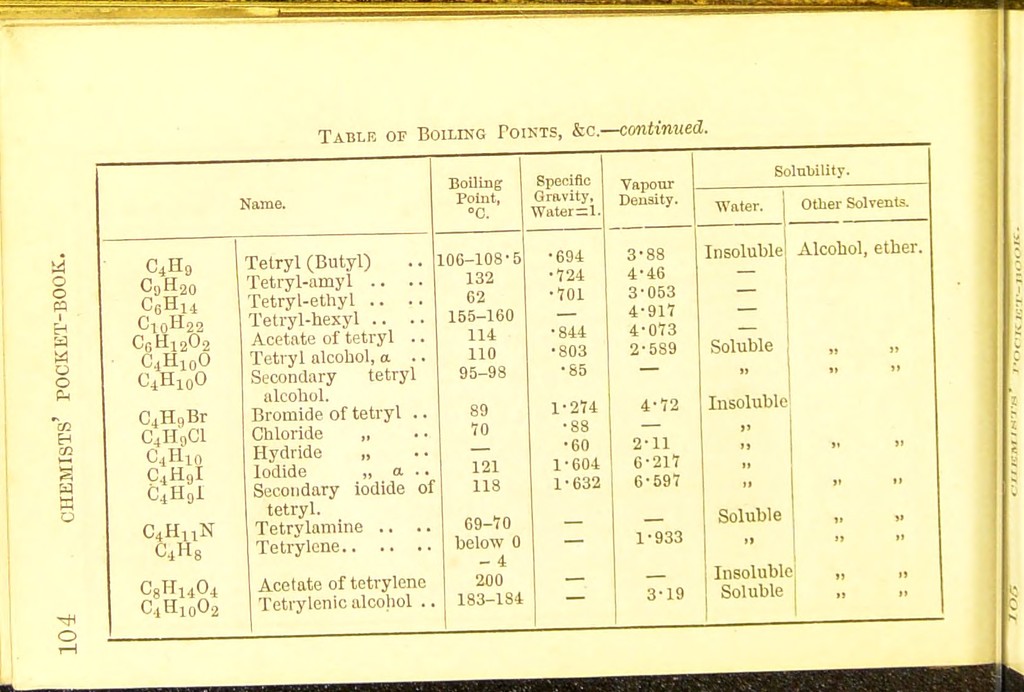 TABLE OF BOILING POINTS, &C.—continued.
Name. Boiling Point, °C. Specific Gravity, Water=1. Vapour Density. Solubility.
Water. Other Solvents.
C4H9 Tetryl (Butyl) .. 106–108·5 ·694 3·88 Insoluble Alcohol, ether.
C9H20 Tetryl-amyl .. .. 132 ·724 4·46 —
C6H14 Tetryl-ethyl .. .. 62 ·701 3·053 —
C10H22 Tetryl-hexyl .. .. 155–160 — 4·917 —
C6H12O2 Acetate of tetryl .. 114 ·844 4·073 —
C4H10O Tetryl alcohol, a .. 110 ·803 2·589 Soluble ,, ,,
C4H10O Secondary tetryl 95–98 ·85 — ,, ,, ,,
alcohol.
C4H9Br Bromide of tetryl .. 89 1·274 4·72 Insoluble
C4H9Cl Chloride ,, .. 70 ·88 — ,,
C4H10 Hydride ,, .. — ·60 2·11 ,, ,, ,,
C4H9I Iodide ,, a .. 121 1·604 6·217 ,,
C4H9I Secondary iodide of 118 1·632 6·597 ,, ,, ,,
tetryl.
C4H11N Tetrylamine .. .. 69–70 — — Soluble ,, ,,
C4H8 Tetrylene.. .. .. below 0 — 1·933 ,, ,, ,,
– 4
C8H14O4 Acetate of tetrylene 200 — — Insoluble ,, ,,
C4H10O2 Tetrylenic alcohol .. 183–184 — 3·19 Soluble ,, ,,
104 CHEMISTS' POCKET-BOOK.
105 CHEMISTS' POCKET-BOOK.